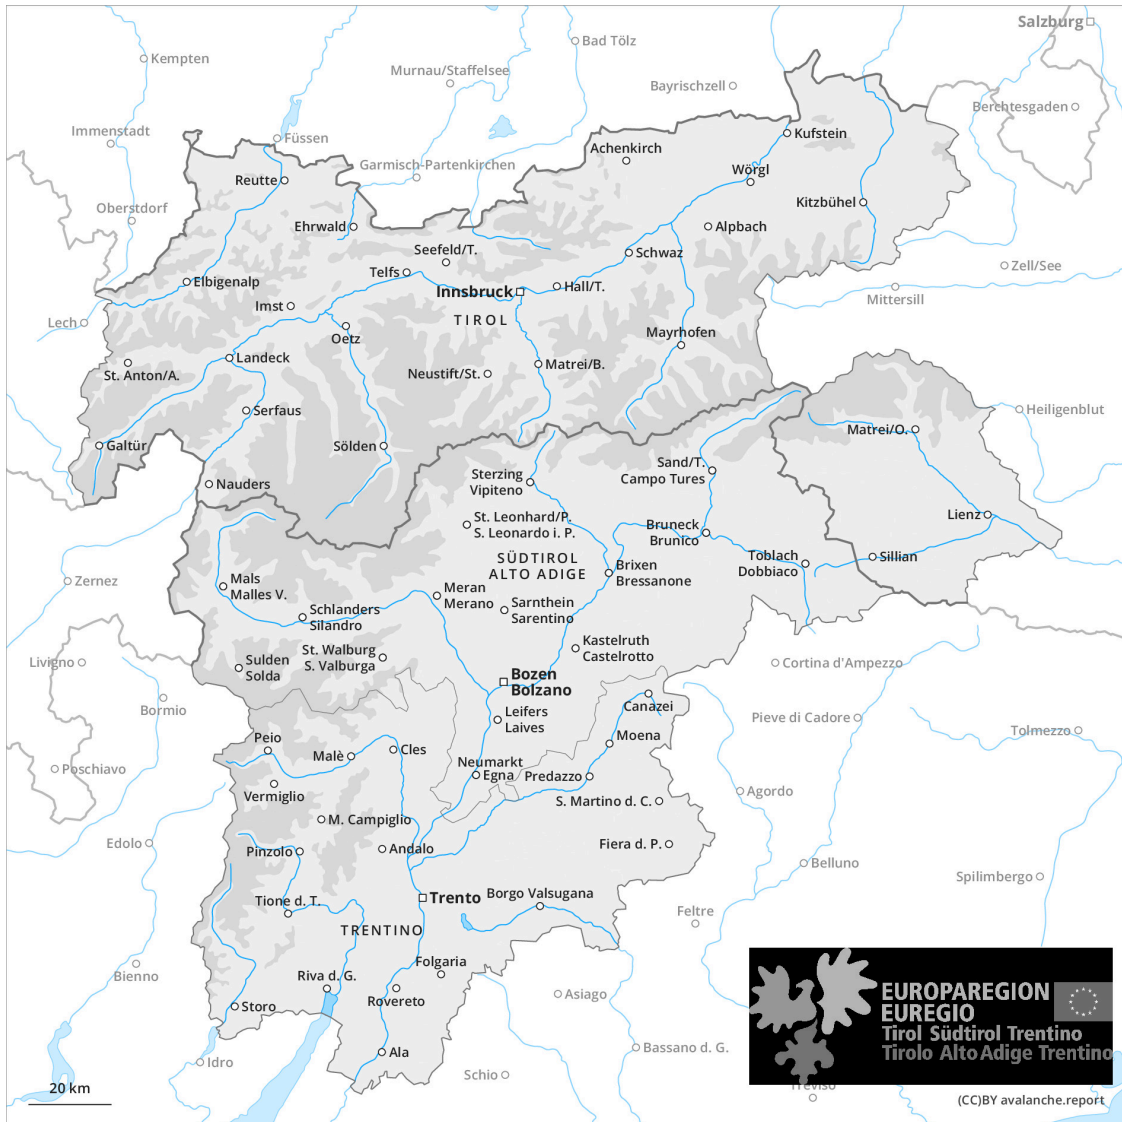 Salzburg
Bad Tölz
Kempten
Murnau/Staffelsee
Bayrischzell
Berchtesgaden
Immenstadt
Füssen
Kufstein
Achenkirch
Garmisch-Partenkirchen
Wörgl
Reutte
Kitzbühel
Oberstdorf
Ehrwald
Alpbach
Seefeld/T.
Schwaz
Telfs
Zell/See
Elbigenalp
Hall/T.
Innsbruck
Mittersill
Imst
TIROL
Lech
Oetz
Mayrhofen
Landeck
Matrei/B.
St. Anton/A.
Neustift/St.
Serfaus
Heiligenblut
Matrei/O.
Galtür
Sölden
Sand/T.
Campo Tures
Sterzing
Vipiteno
Nauders
St. Leonhard/P.
S. Leonardo i. P.
Bruneck
Brunico
Lienz
SÜDTIROL
ALTO ADIGE
Toblach
Dobbiaco
Sillian
Brixen
Bressanone
Zernez
Mals
Malles V.
Meran
Merano
Sarnthein
Sarentino
Schlanders
Silandro
Kastelruth
Castelrotto
St. Walburg
S. Valburga
Livigno
Sulden
Solda
Cortina d'Ampezzo
Bozen
Bolzano
Bormio
Canazei
Leifers
Laives
Pieve di Cadore
Tolmezzo
Peio
Moena
Malè
Cles
Neumarkt
Egna
Predazzo
Poschiavo
Vermiglio
Agordo
S. Martino d. C.
M. Campiglio
Edolo
Pinzolo
Andalo
Fiera d. P.
Belluno
Spilimbergo
Tione d. T.
Trento
Borgo Valsugana
Feltre
TRENTINO
Folgaria
Bienno
Riva d. G.
Rovereto
Asiago
Storo
EUROPAREGION
EUREGIO
Tirol Südtirol Trentino
Tirolo Alto Adige Trentino
Ala
Idro
Bassano d. G.
Schio
Treviso
20 km
(CC)BY avalanche.report